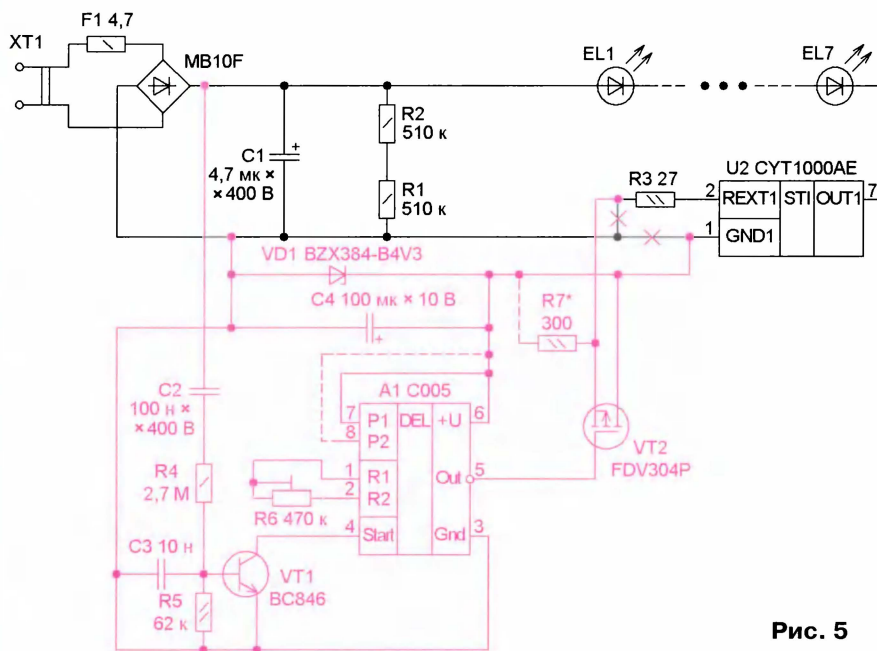 F1 4,7
XT1
MB10F
EL1
EL7
R2
510 к
C1
4,7 мк ×
× 400 В
+
R1
510 к
R3 27
U2 CYT1000AE
2
REXT1
STI
OUT1
7
1
GND1
VD1 BZX384-B4V3
C4 100 мк × 10 В
+
R7*
300
C2
100 н ×
× 400 В
A1 C005
7
P1
DEL
+U
6
8
P2
VT2
FDV304P
R4
2,7 М
1
R1
Out
5
2
R2
R6 470 к
4
Start
Gnd
3
C3 10 н
VT1
BC846
R5
62 к
Рис. 5